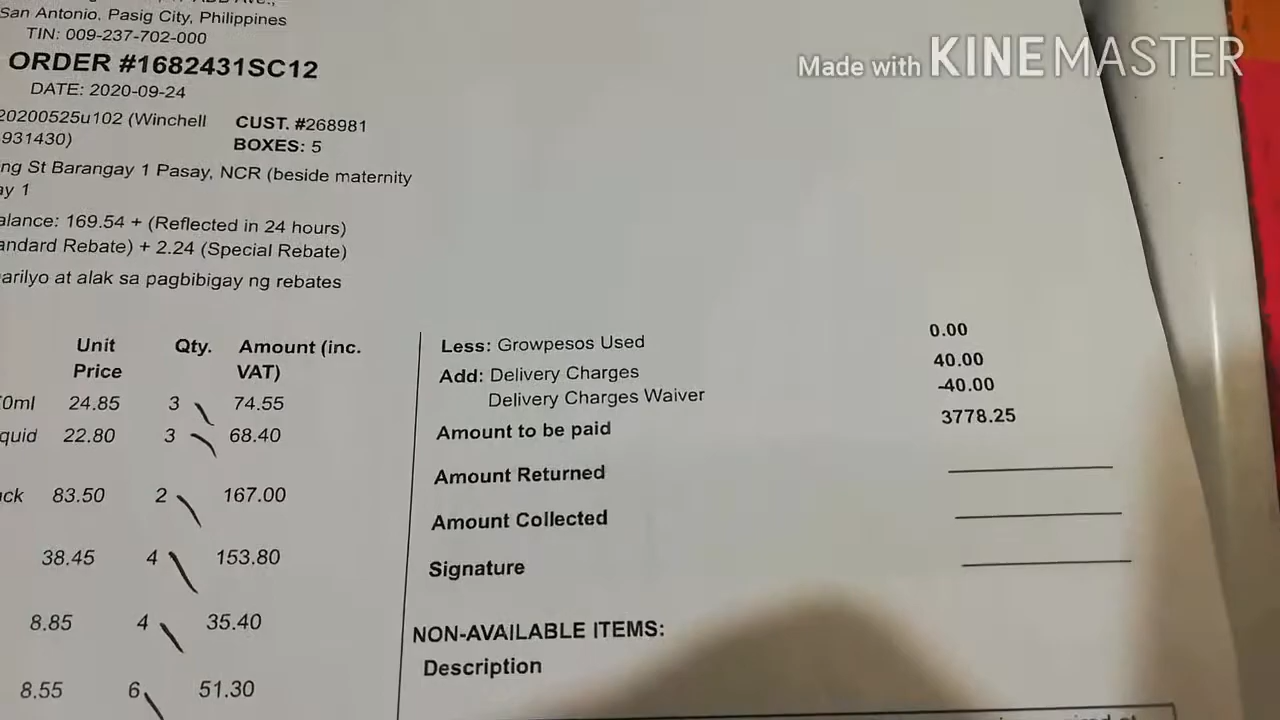 San Antonio, Pasig City, Philippines
TIN: 009-237-702-000
ORDER #1682431SC12
DATE: 2020-09-24
20200525u102 (Winchell
931430)
CUST. #268981
BOXES: 5
ng St Barangay 1 Pasay, NCR (beside maternity
ay 1
alance: 169.54 + (Reflected in 24 hours)
andard Rebate) + 2.24 (Special Rebate)
arilyo at alak sa pagbibigay ng rebates
Unit Price Qty. Amount (inc. VAT)
0ml 24.85 3 74.55
quid 22.80 3 68.40
ck 83.50 2 167.00
38.45 4 153.80
8.85 4 35.40
8.55 6 51.30
Less: Growpesos Used 0.00
Add: Delivery Charges 40.00
Delivery Charges Waiver -40.00
Amount to be paid 3778.25
Amount Returned
Amount Collected
Signature
NON-AVAILABLE ITEMS:
Description
Made with KINEMASTER